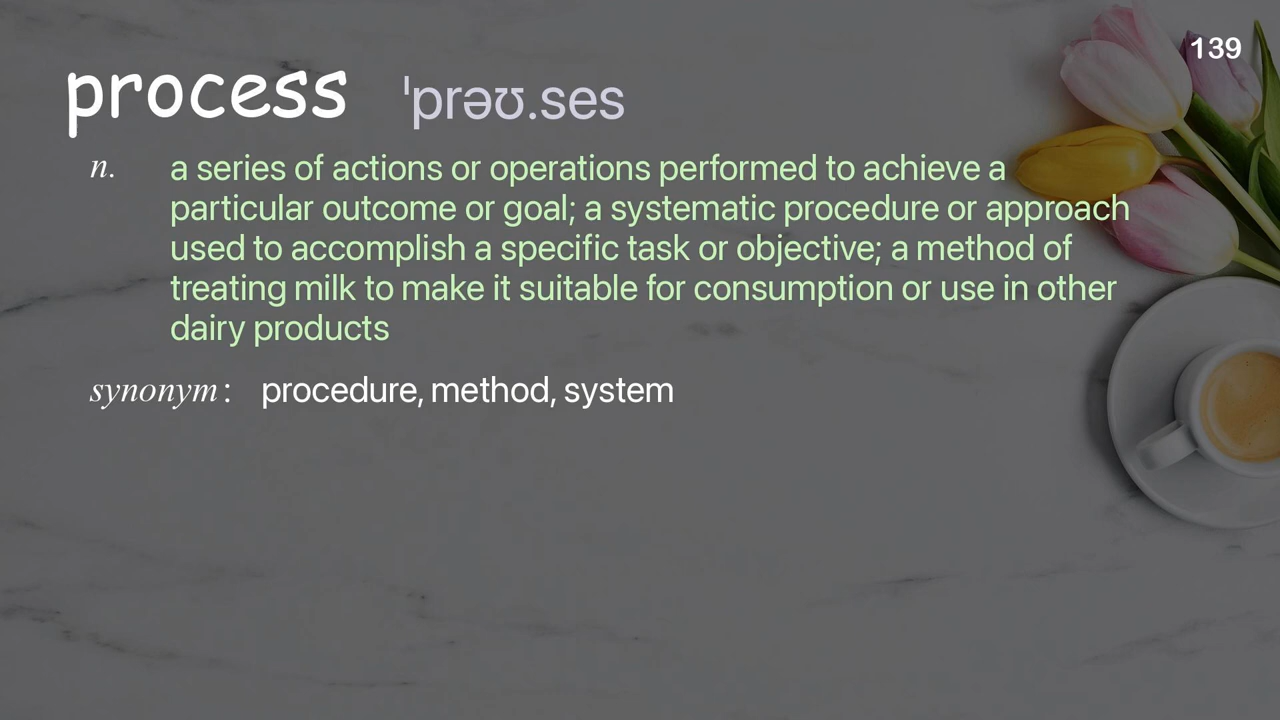 139
process ˈprəʊ.ses
n. a series of actions or operations performed to achieve a
particular outcome or goal; a systematic procedure or approach
used to accomplish a specific task or objective; a method of
treating milk to make it suitable for consumption or use in other
dairy products
synonym: procedure, method, system